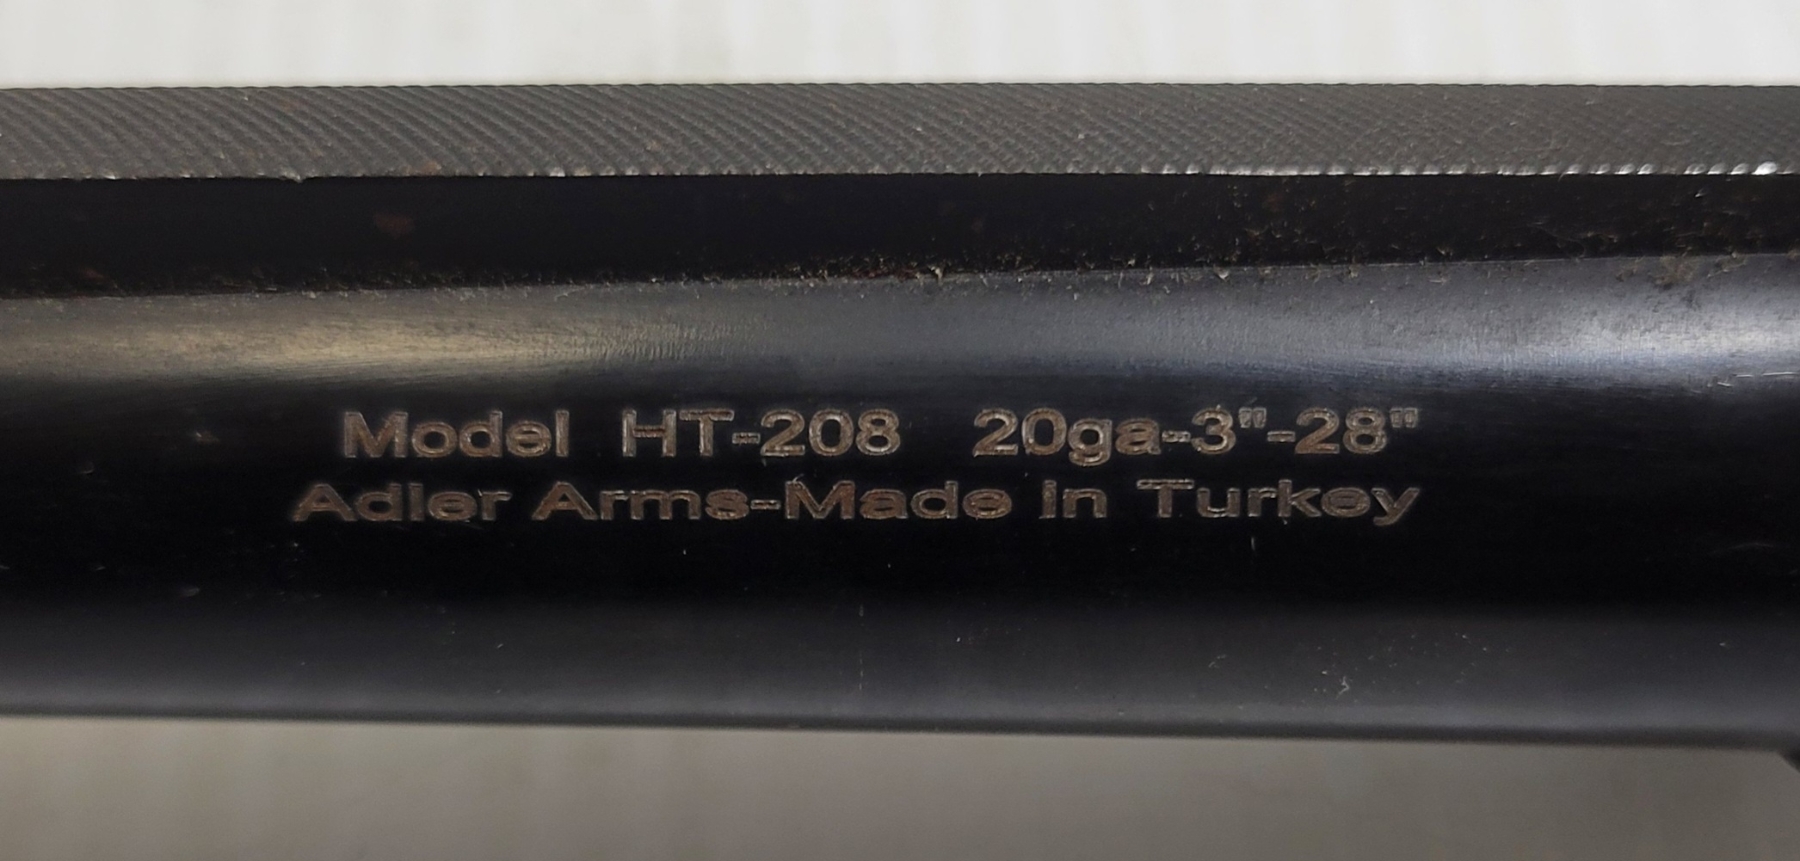 Model HT-208 20ga-3"-28"
Adler Arms-Made in Turkey